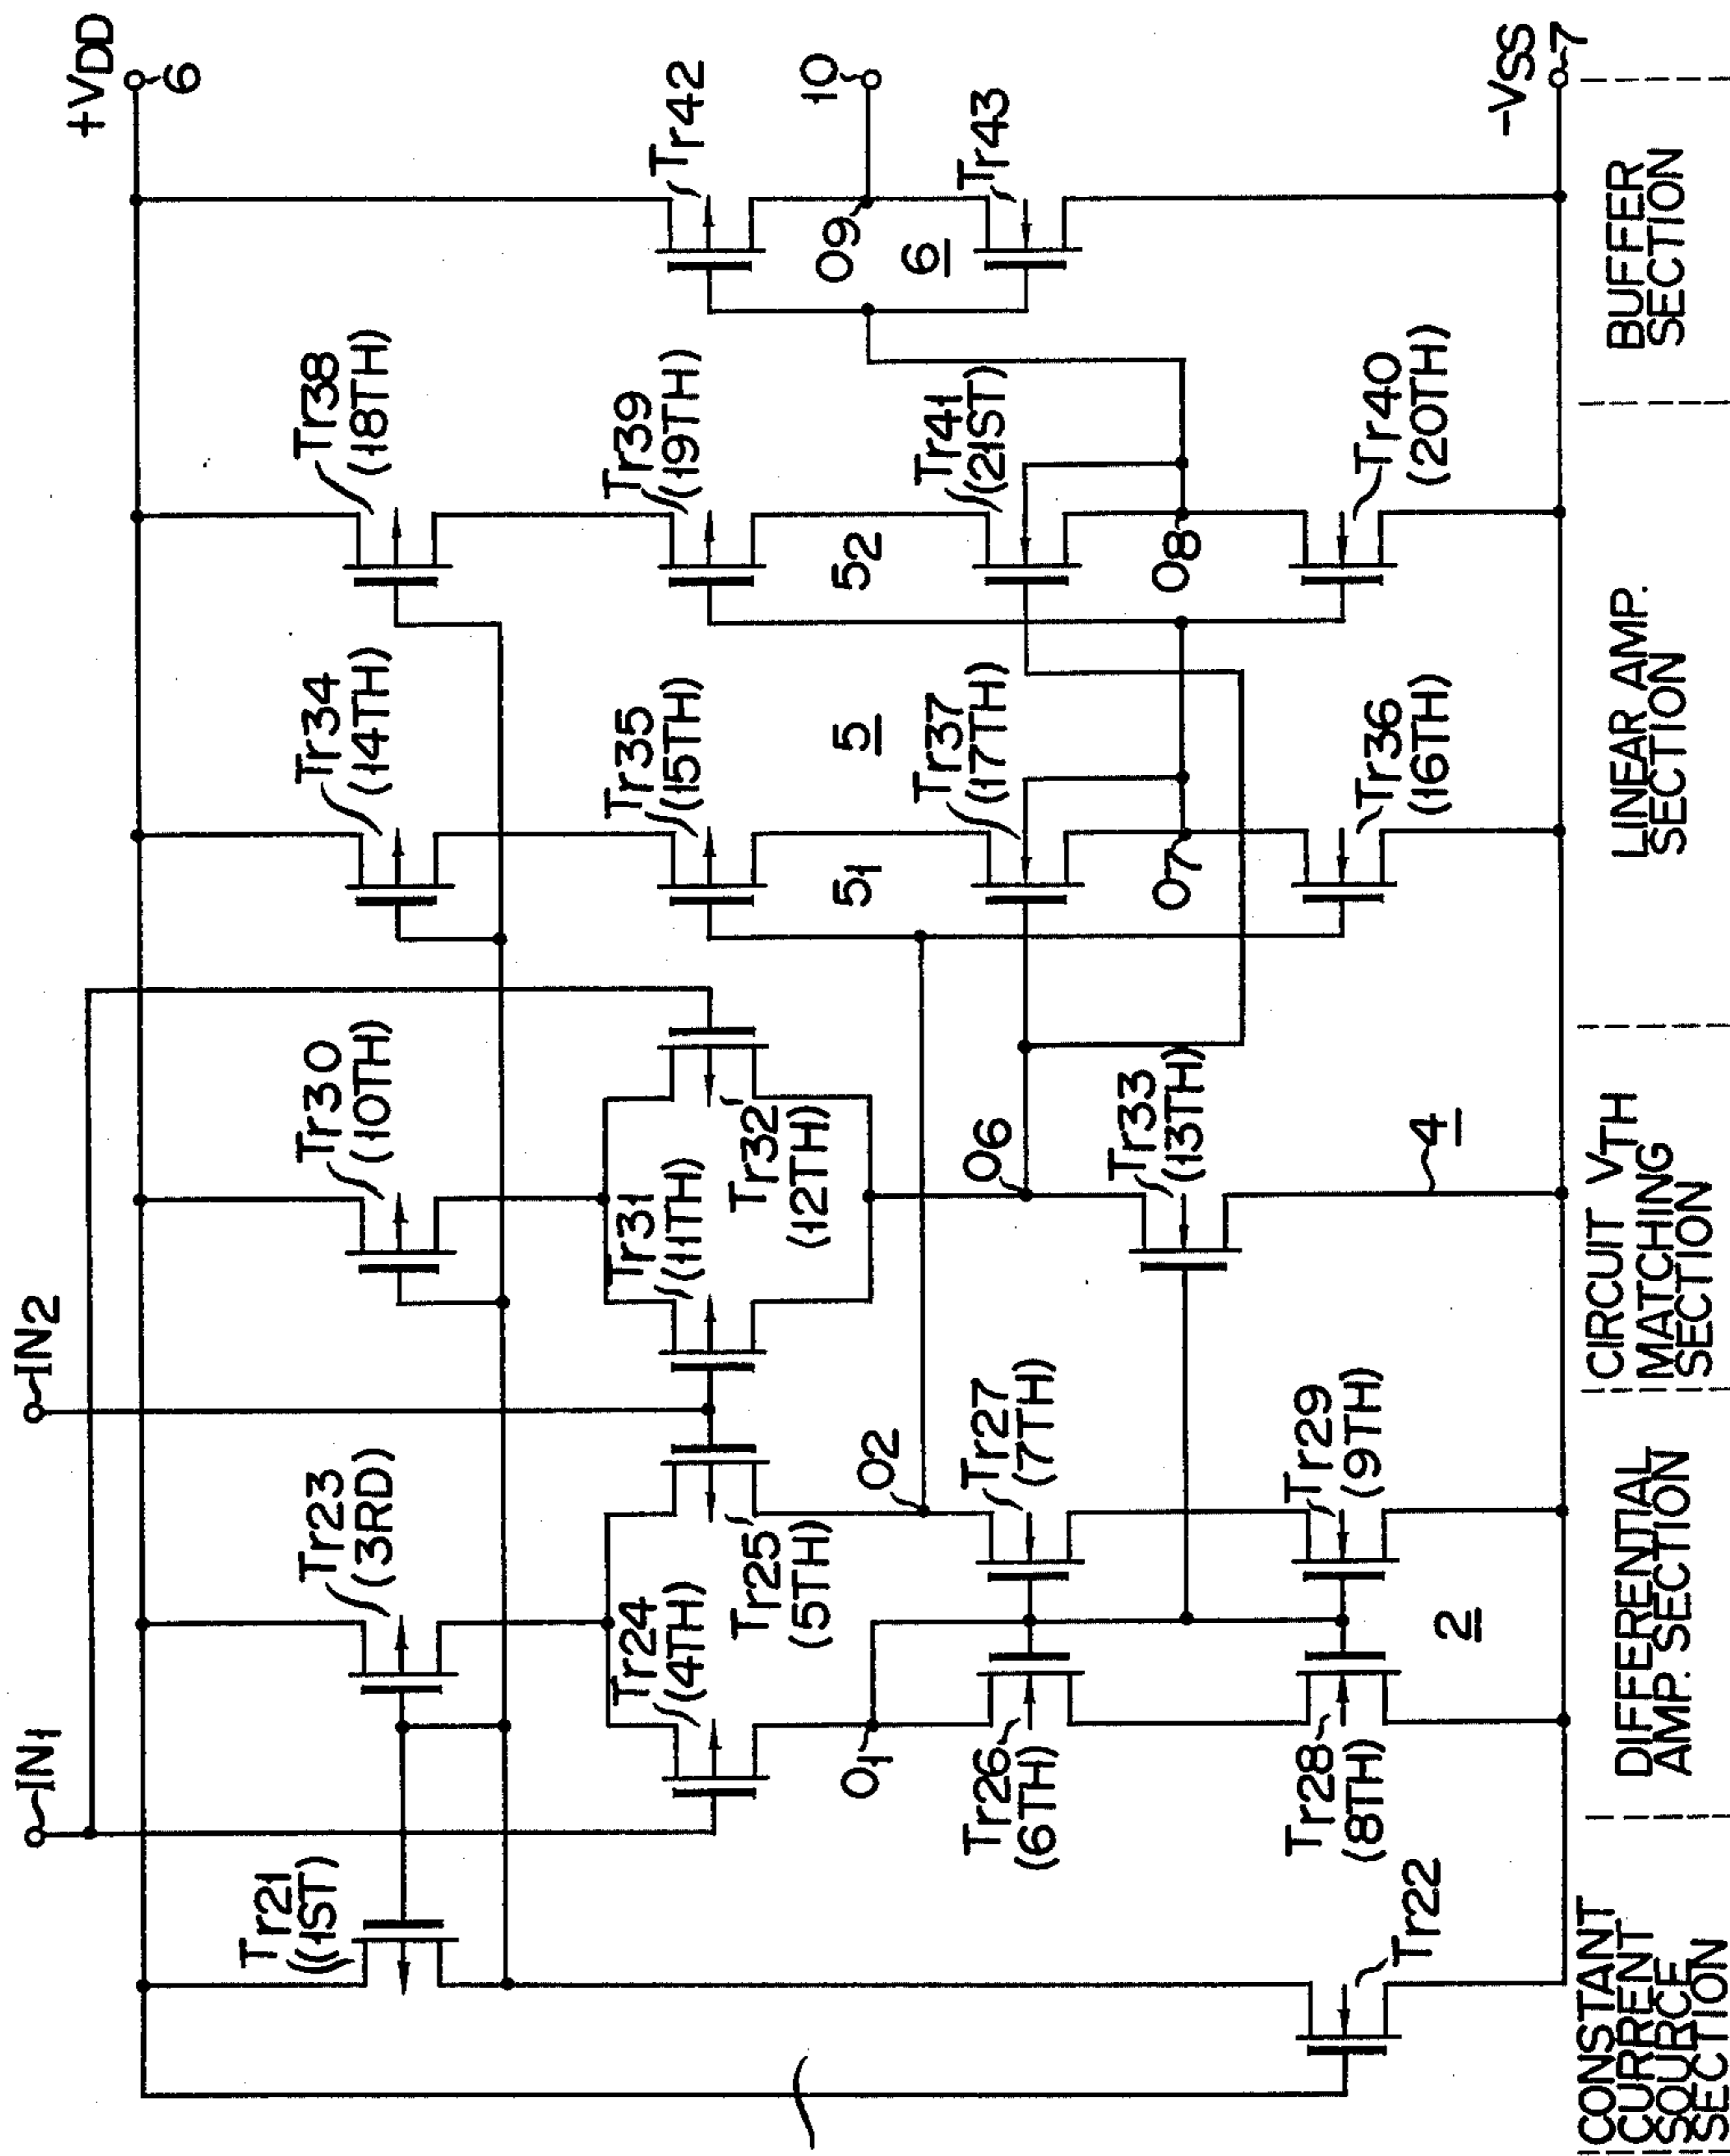 IN1
IN2
+VDD
6
Tr21
((1ST)
Tr23
(3RD)
Tr30
(10TH)
Tr34
(14TH)
Tr38
(18TH)
Tr24
(4TH)
Tr25
(5TH)
Tr31
(11TH)
Tr32
(12TH)
Tr35
(15TH)
Tr39
(19TH)
Tr42
O1
O2
51
5
52
O9
10
6
Tr26
(6TH)
Tr27
(7TH)
O6
Tr37
(17TH)
Tr41
(21ST)
Tr43
Tr33
(13TH)
O7
O8
Tr22
Tr28
(8TH)
Tr29
(9TH)
2
4
Tr36
(16TH)
Tr40
(20TH)
-VSS
7
CONSTANT
CURRENT
SOURCE
SECTION
DIFFERENTIAL
AMP. SECTION
CIRCUIT VTH
MATCHING
SECTION
LINEAR AMP.
SECTION
BUFFER
SECTION